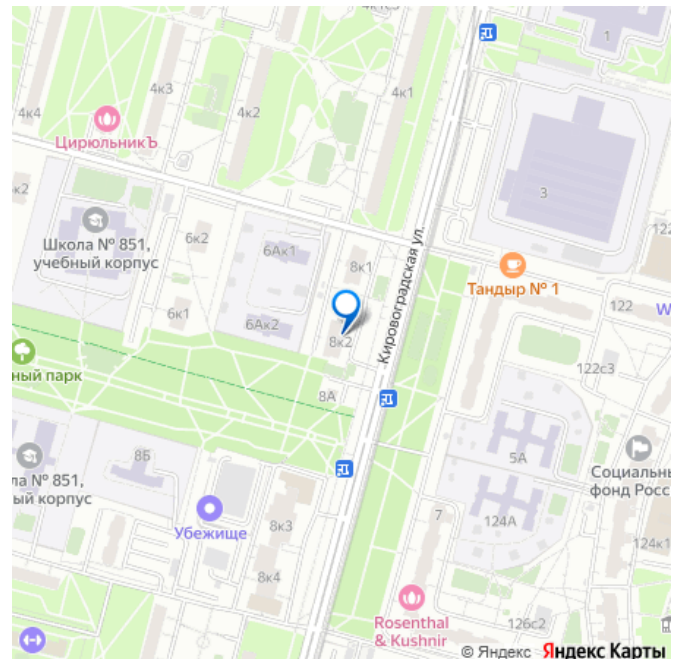 4к1с3
1
4к3
4к2
4к1
4к4
ЦирюльникЪ
3
к2
Школа № 851,
учебный корпус
6к2
6Ак1
8к1
Кировоградская ул.
122
Тандыр № 1
122
W
6к1
6Ак2
8к2
ный парк
122с3
8А
ла № 851,
ый корпус
8Б
5А
Социальны
фонд Росс
Убежище
8к3
7
124А
124к1
8к4
Rosenthal
& Kushnir
126с2
© Яндекс Яндекс Карты